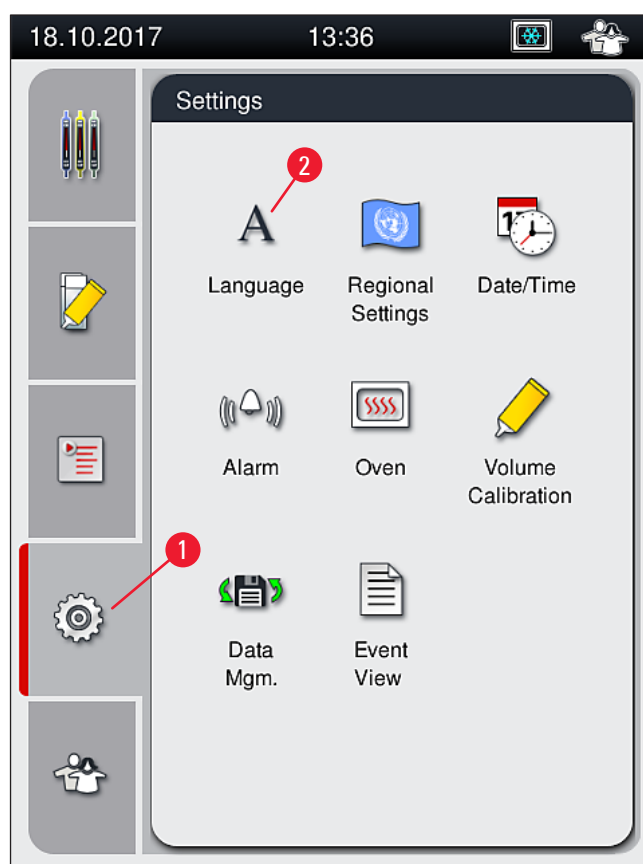 18.10.2017 13:36
Settings
2
A
17
Language Regional Settings Date/Time
Alarm Oven Volume Calibration
1
Data Mgm. Event View